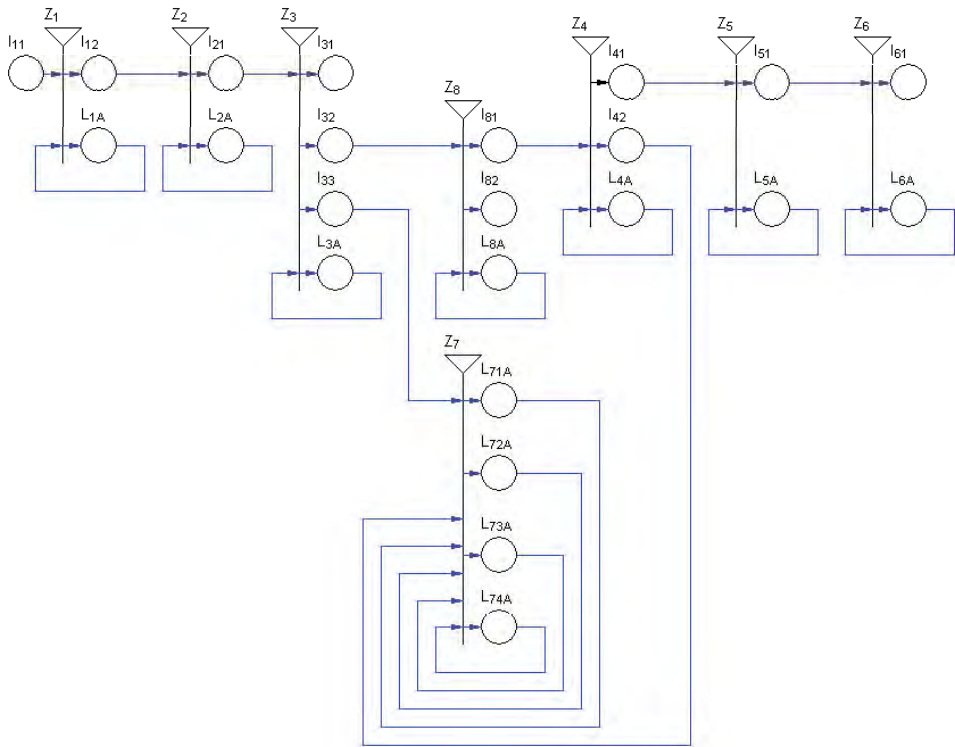 Z1 Z2 Z3 Z4 Z5 Z6
I11 I12 I21 I31 I41 I51 I61
Z8
L1A L2A I32 I81 I42
I33 I82 L4A L5A L6A
L3A L8A
Z7
L71A
L72A
L73A
L74A